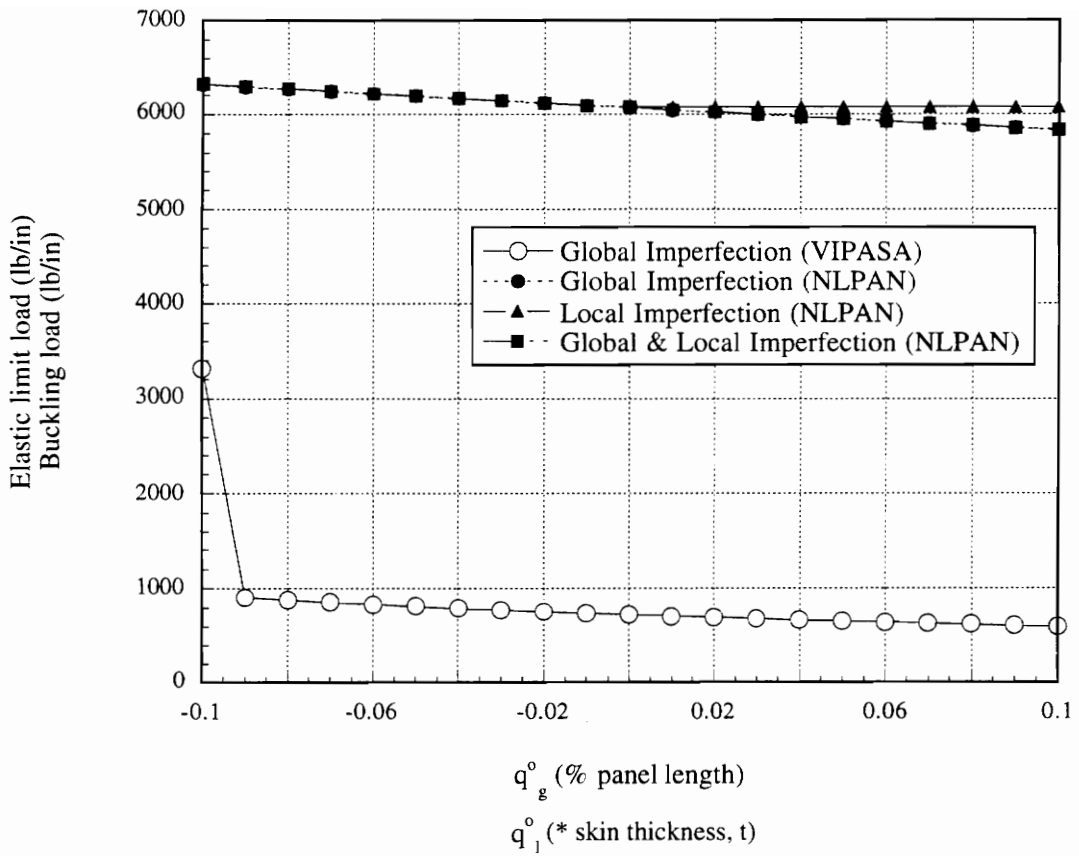 7000
6000
5000
4000
3000
2000
1000
0
Elastic limit load (lb/in)
Buckling load (lb/in)
Global Imperfection (VIPASA)
Global Imperfection (NLPAN)
Local Imperfection (NLPAN)
Global & Local Imperfection (NLPAN)
-0.1 -0.06 -0.02 0.02 0.06 0.1
q°g (% panel length)
q°l (* skin thickness, t)